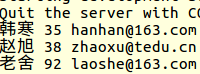 Quit the server with CO
韩寒 35 hanhan@163.com
赵旭 38 zhaoxu@tedu.cn
老舍 92 laoshe@163.com